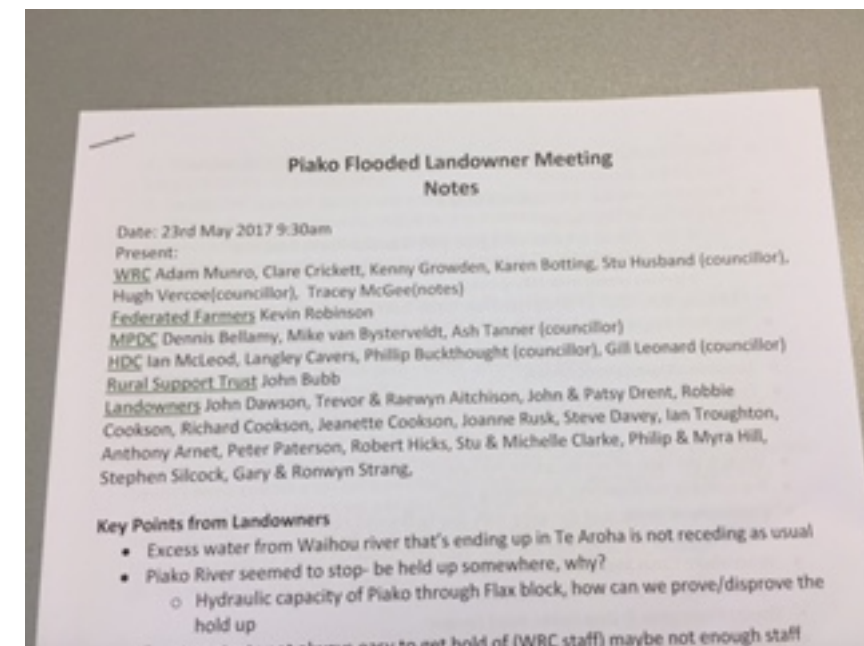 Piako Flooded Landowner Meeting
Notes
Date: 23rd May 2017 9:30am
Present:
WRC Adam Munro, Clare Crickett, Kenny Growden, Karen Botting, Stu Husband (councillor),
Hugh Vercoe(councillor), Tracey McGee(notes)
Federated Farmers Kevin Robinson
MPDC Dennis Bellamy, Mike van Bysterveldt, Ash Tanner (councillor)
HDC Ian McLeod, Langley Cavers, Phillip Buckthought (councillor), Gill Leonard (councillor)
Rural Support Trust John Bubb
Landowners John Dawson, Trevor & Raewyn Aitchison, John & Patsy Drent, Robbie
Cookson, Richard Cookson, Jeanette Cookson, Joanne Rusk, Steve Davey, Ian Troughton,
Anthony Arnet, Peter Paterson, Robert Hicks, Stu & Michelle Clarke, Philip & Myra Hill,
Stephen Silcock, Gary & Ronwyn Strang,
Key Points from Landowners
• Excess water from Waihou river that's ending up in Te Aroha is not receding as usual
• Piako River seemed to stop- be held up somewhere, why?
o Hydraulic capacity of Piako through Flax block, how can we prove/disprove the
hold up
always easy to get hold of (WRC staff) maybe not enough staff